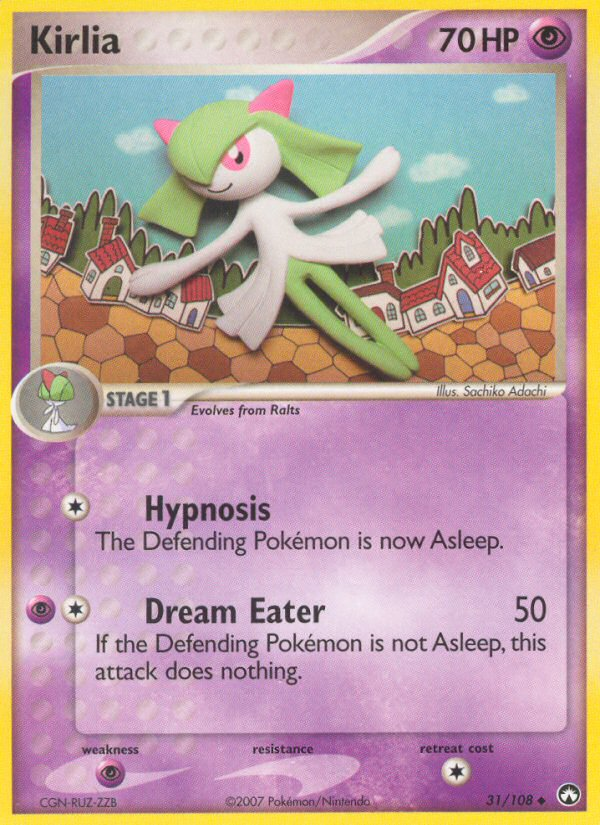 Kirlia
70 HP
Illus. Sachiko Adachi
STAGE 1
Evolves from Ralts
Hypnosis
The Defending Pokémon is now Asleep.
Dream Eater 50
If the Defending Pokémon is not Asleep, this
attack does nothing.
weakness resistance retreat cost
CGN-RUZ-ZZB ©2007 Pokémon/Nintendo 31/108